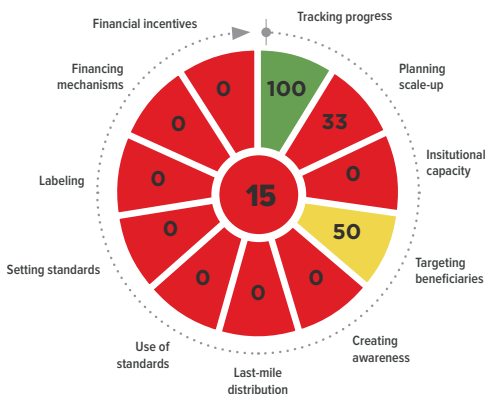 Tracking progress
100
Planning
scale-up
33
Insitutional
capacity
0
Targeting
beneficiaries
50
Creating
awareness
0
Last-mile
distribution
0
Use of
standards
0
Setting standards
0
Labeling
0
Financing
mechanisms
0
Financial incentives
0
15